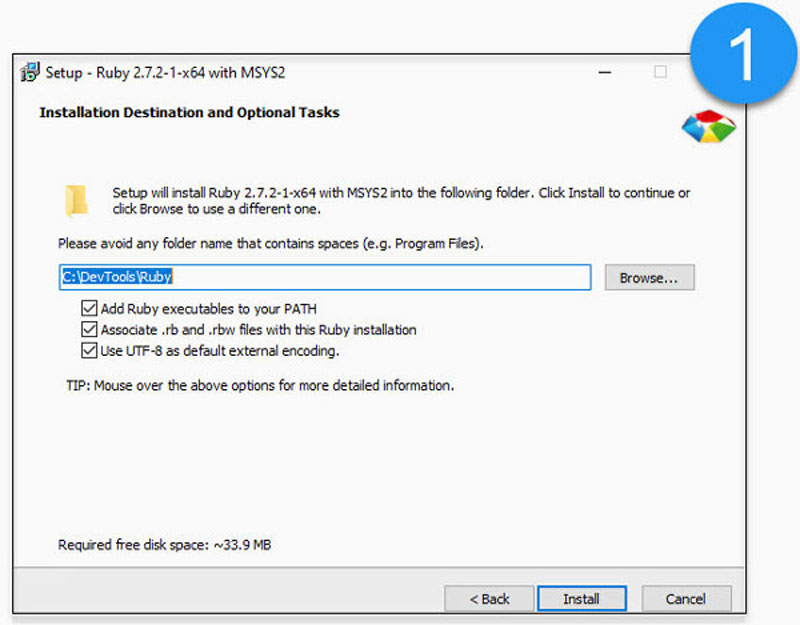 1
Setup - Ruby 2.7.2-1-x64 with MSYS2
Installation Destination and Optional Tasks
Setup will install Ruby 2.7.2-1-x64 with MSYS2 into the following folder. Click Install to continue or
click Browse to use a different one.
Please avoid any folder name that contains spaces (e.g. Program Files).
C:\DevTools\Ruby
Browse...
Add Ruby executables to your PATH
Associate .rb and .rbw files with this Ruby installation
Use UTF-8 as default external encoding.
TIP: Mouse over the above options for more detailed information.
Required free disk space: ~33.9 MB
< Back
Install
Cancel